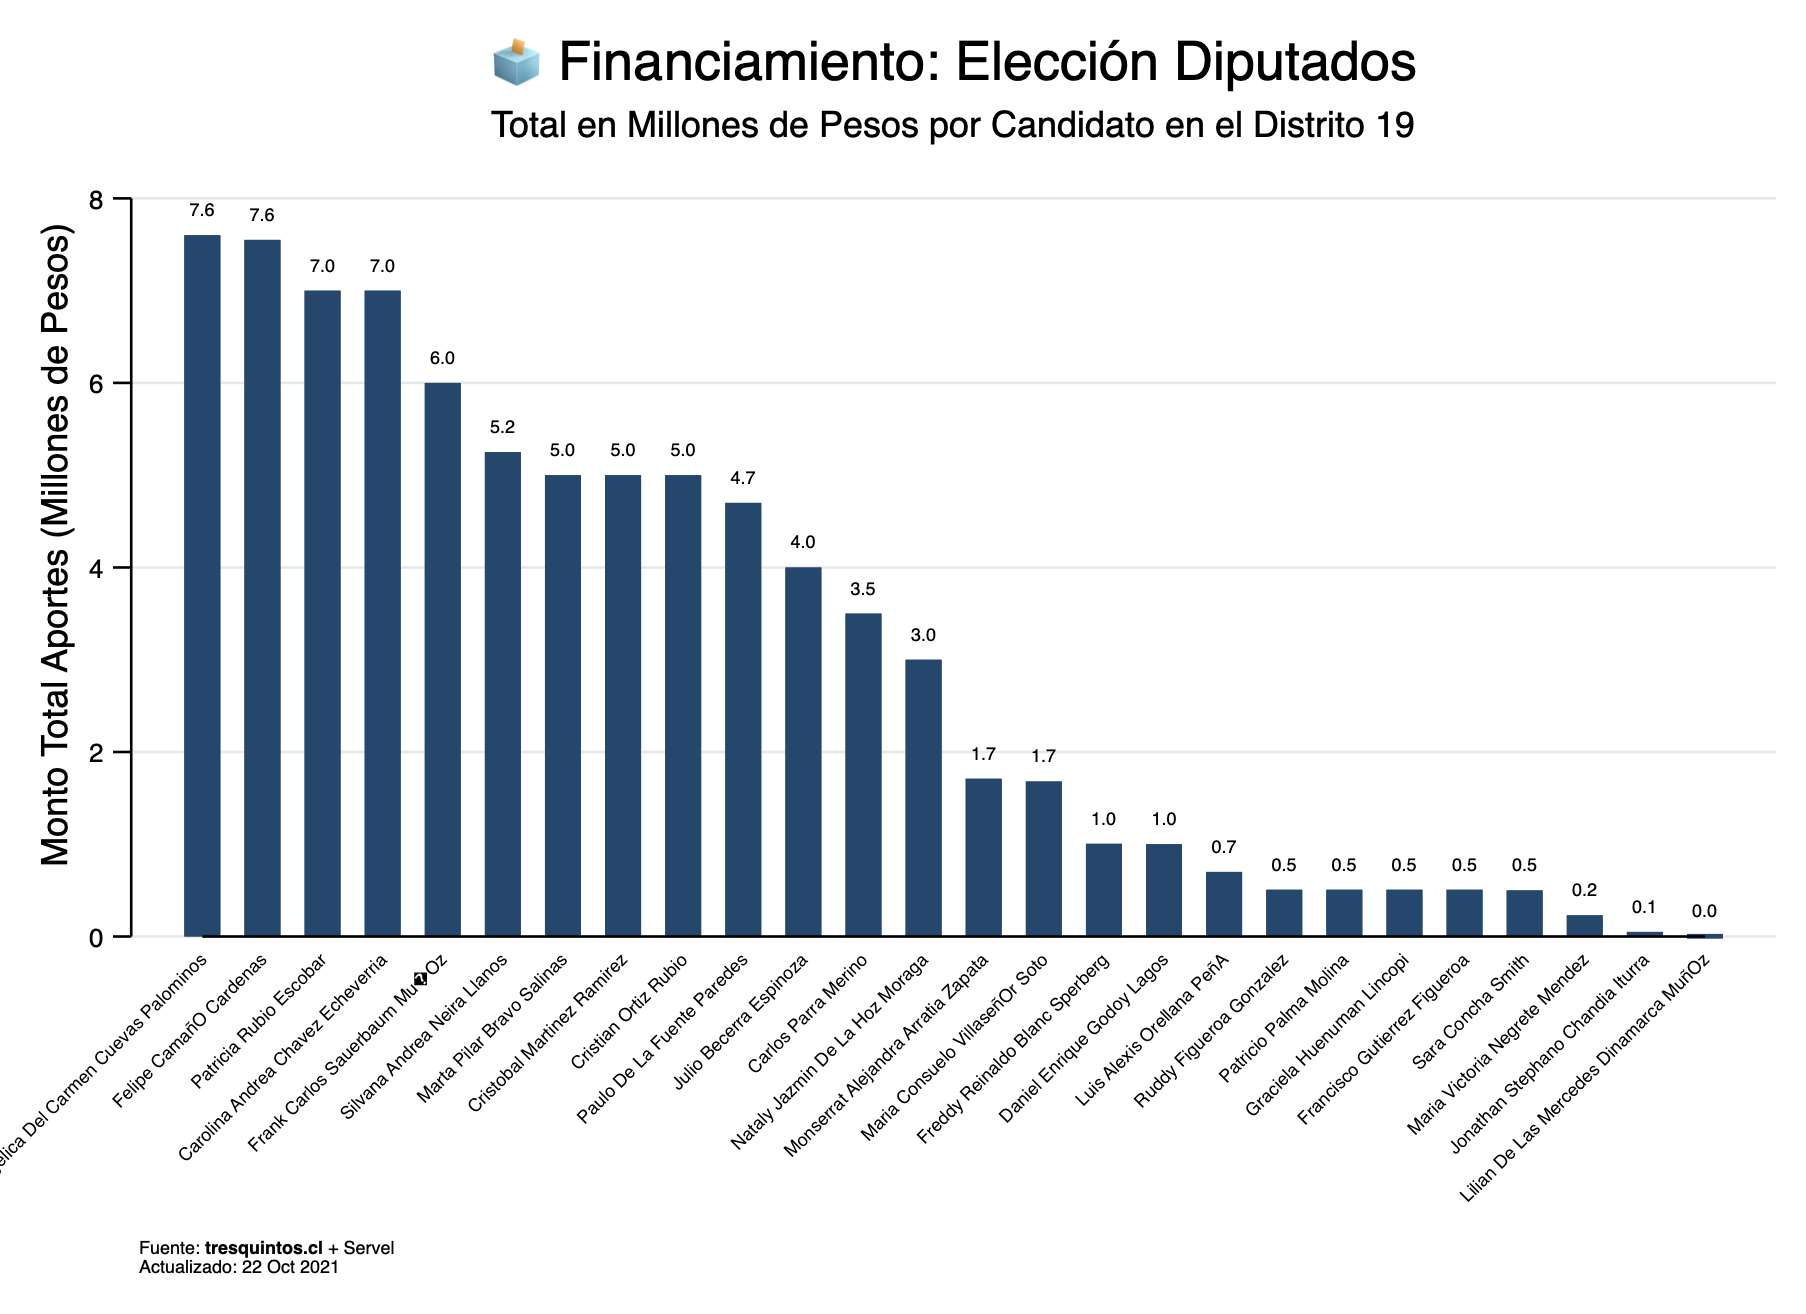 Financiamiento: Elección Diputados
Total en Millones de Pesos por Candidato en el Distrito 19
Monto Total Aportes (Millones de Pesos)
8
6
4
2
0
7.6
7.6
7.0
7.0
6.0
5.2
5.0
5.0
5.0
4.7
4.0
3.5
3.0
1.7
1.7
1.0
1.0
0.7
0.5
0.5
0.5
0.5
0.5
0.2
0.1
0.0
Del Carmen Cuevas Palominos
Felipe CamañO Cardenas
Patricia Rubio Escobar
Carolina Andrea Chavez Echeverria
Frank Carlos Sauerbaum Mu�Oz
Silvana Andrea Neira Llanos
Marta Pilar Bravo Salinas
Cristobal Martinez Ramirez
Cristian Ortiz Rubio
Paulo De La Fuente Paredes
Julio Becerra Espinoza
Carlos Parra Merino
Nataly Jazmin De La Hoz Moraga
Monserrat Alejandra Arratia Zapata
Maria Consuelo VillaseñOr Soto
Freddy Reinaldo Blanc Sperberg
Daniel Enrique Godoy Lagos
Luis Alexis Orellana PeñA
Ruddy Figueroa Gonzalez
Patricio Palma Molina
Graciela Huenuman Lincopi
Francisco Gutierrez Figueroa
Sara Concha Smith
Maria Victoria Negrete Mendez
Jonathan Stephano Chandia Iturra
Lilian De Las Mercedes Dinamarca MuñOz
Fuente: tresquintos.cl + Servel
Actualizado: 22 Oct 2021